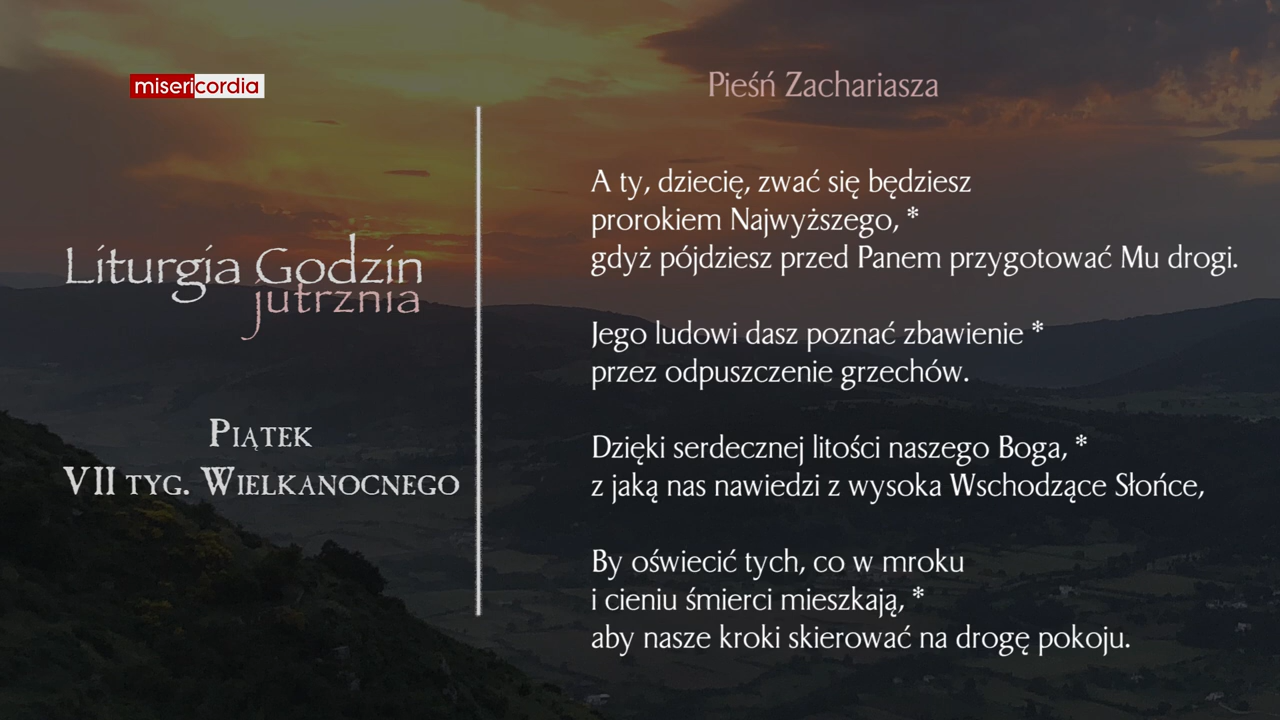 misericordia
Liturgia Godzin
jutrznia
Piątek
VII tyg. Wielkanocnego
Pieśń Zachariasza
A ty, dziecię, zwać się będziesz
prorokiem Najwyższego, *
gdyż pójdziesz przed Panem przygotować Mu drogi.
Jego ludowi dasz poznać zbawienie *
przez odpuszczenie grzechów.
Dzięki serdecznej litości naszego Boga, *
z jaką nas nawiedzi z wysoka Wschodzące Słońce,
By oświecić tych, co w mroku
i cieniu śmierci mieszkają, *
aby nasze kroki skierować na drogę pokoju.